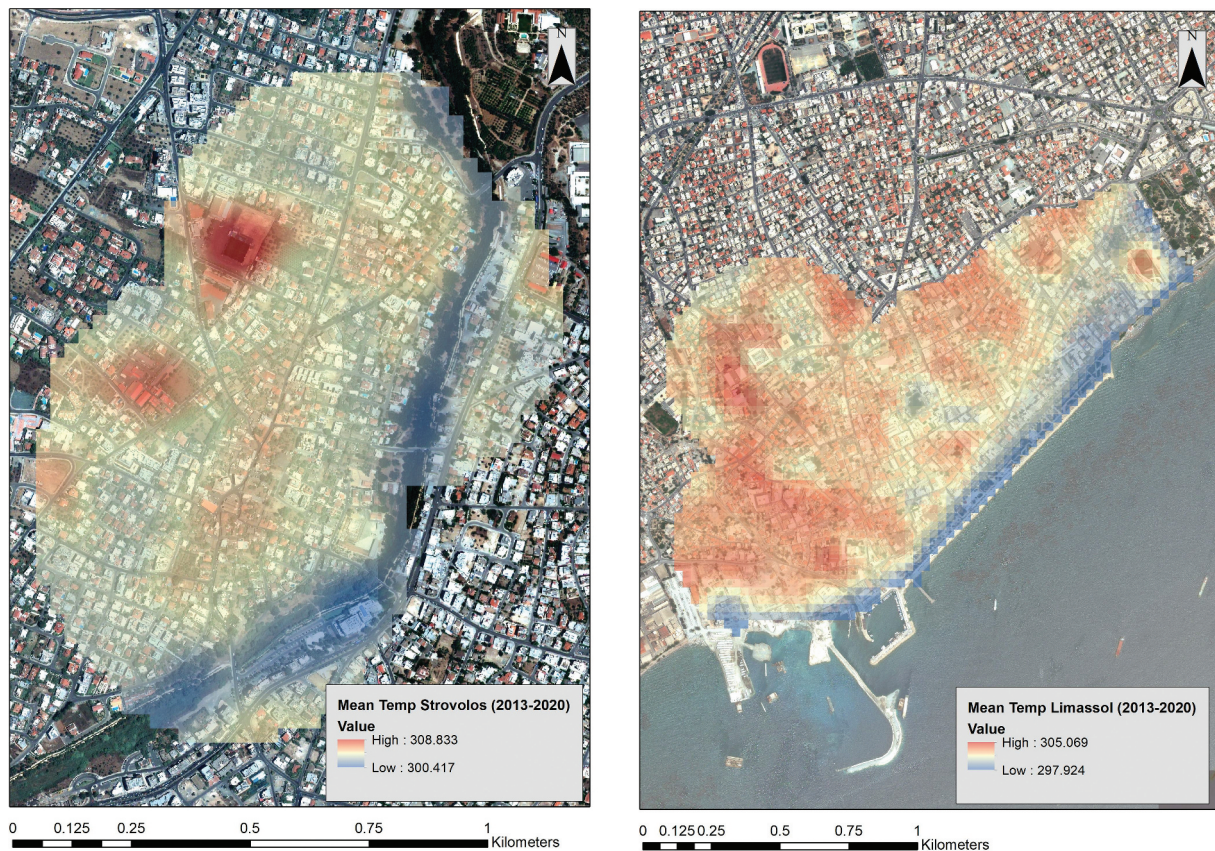 N
Mean Temp Strovolos (2013-2020)
Value
High : 308.833
Low : 300.417
0 0.125 0.25 0.5 0.75 1
Kilometers
N
Mean Temp Limassol (2013-2020)
Value
High : 305.069
Low : 297.924
0 0.125 0.25 0.5 0.75 1
Kilometers